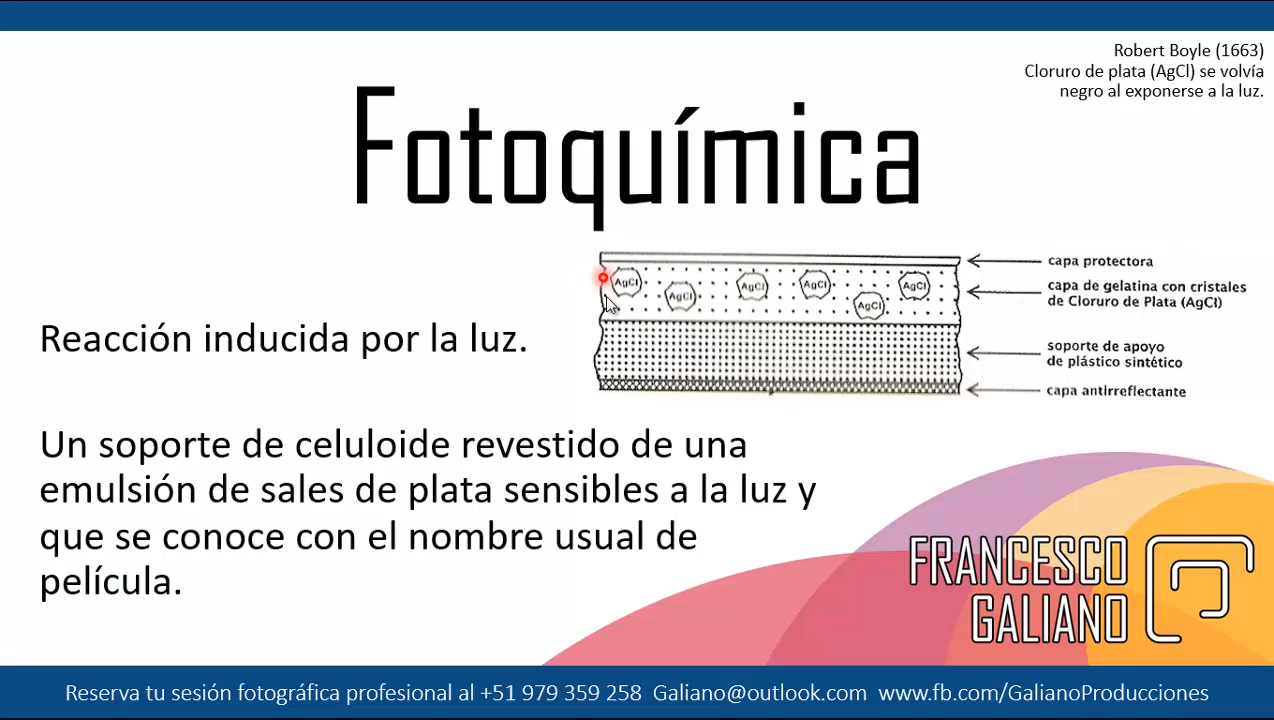 Robert Boyle (1663)
Cloruro de plata (AgCl) se volvía
negro al exponerse a la luz.
Fotoquímica
capa protectora
AgCl
AgCl
AgCl
AgCl
AgCl
AgCl
capa de gelatina con cristales
de Cloruro de Plata (AgCl)
soporte de apoyo
de plástico sintético
capa antirreflectante
Reacción inducida por la luz.
Un soporte de celuloide revestido de una
emulsión de sales de plata sensibles a la luz y
que se conoce con el nombre usual de
película.
FRANCESCO
GALIANO
Reserva tu sesión fotográfica profesional al +51 979 359 258 Galiano@outlook.com www.fb.com/GalianoProducciones